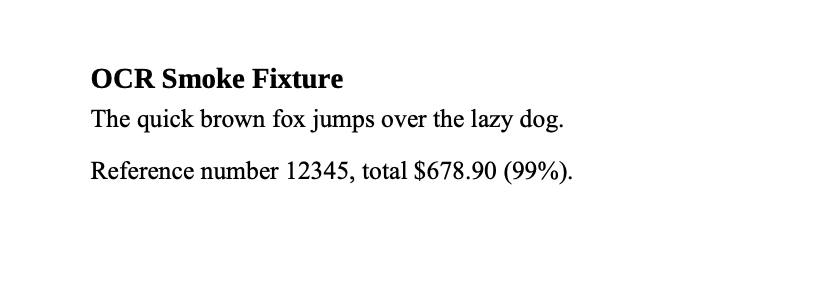 OCR Smoke Fixture
The quick brown fox jumps over the lazy dog.
Reference number 12345, total $678.90 (99%).